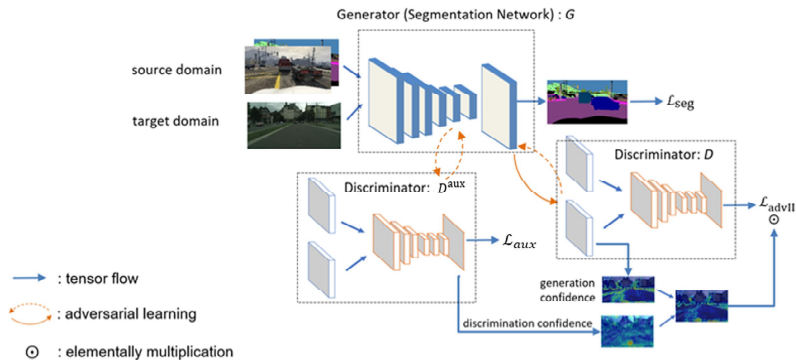 Generator (Segmentation Network) : G
source domain
target domain
ℒseg
Discriminator: D^aux
Discriminator: D
ℒaux
ℒadvII
⊙
generation
confidence
discrimination confidence
: tensor flow
: adversarial learning
⊙ : elementally multiplication